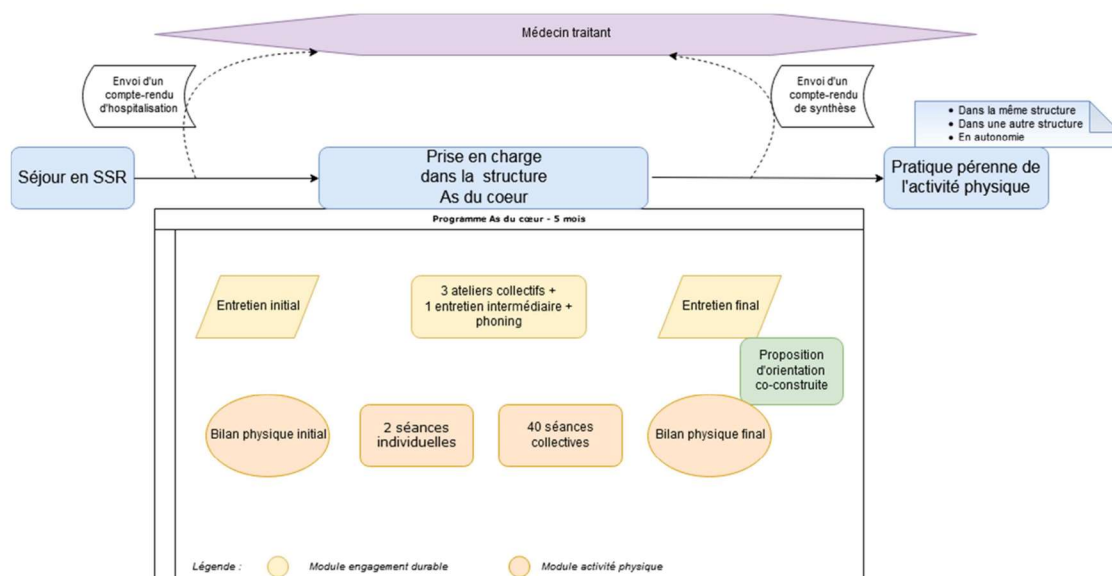 Médecin traitant
Envoi d'un
compte-rendu
d'hospitalisation
Envoi d'un
compte-rendu
de synthèse
Dans la même structure
Dans une autre structure
En autonomie
Séjour en SSR
Prise en charge
dans la structure
As du coeur
Pratique pérenne de
l'activité physique
Programme As du cœur - 5 mois
Entretien initial
3 ateliers collectifs +
1 entretien intermédiaire +
phoning
Entretien final
Proposition
d'orientation
co-construite
Bilan physique initial
2 séances
individuelles
40 séances
collectives
Bilan physique final
Légende :
Module engagement durable
Module activité physique